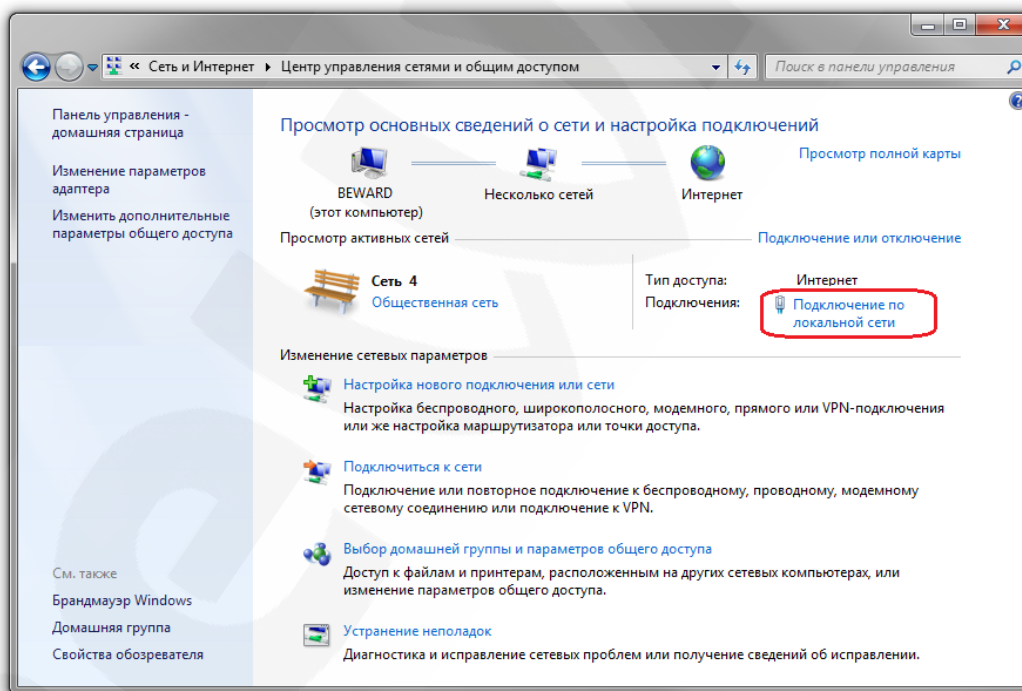 « Сеть и Интернет ▸ Центр управления сетями и общим доступом
Поиск в панели управления
Панель управления -
домашняя страница
Изменение параметров
адаптера
Изменить дополнительные
параметры общего доступа
Просмотр основных сведений о сети и настройка подключений
Просмотр полной карты
BEWARD
(этот компьютер)
Несколько сетей
Интернет
Просмотр активных сетей
Подключение или отключение
Сеть 4
Общественная сеть
Тип доступа: Интернет
Подключения: Подключение по
локальной сети
Изменение сетевых параметров
Настройка нового подключения или сети
Настройка беспроводного, широкополосного, модемного, прямого или VPN-подключения
или же настройка маршрутизатора или точки доступа.
Подключиться к сети
Подключение или повторное подключение к беспроводному, проводному, модемному
сетевому соединению или подключение к VPN.
Выбор домашней группы и параметров общего доступа
Доступ к файлам и принтерам, расположенным на других сетевых компьютерах, или
изменение параметров общего доступа.
Устранение неполадок
Диагностика и исправление сетевых проблем или получение сведений об исправлении.
См. также
Брандмауэр Windows
Домашняя группа
Свойства обозревателя